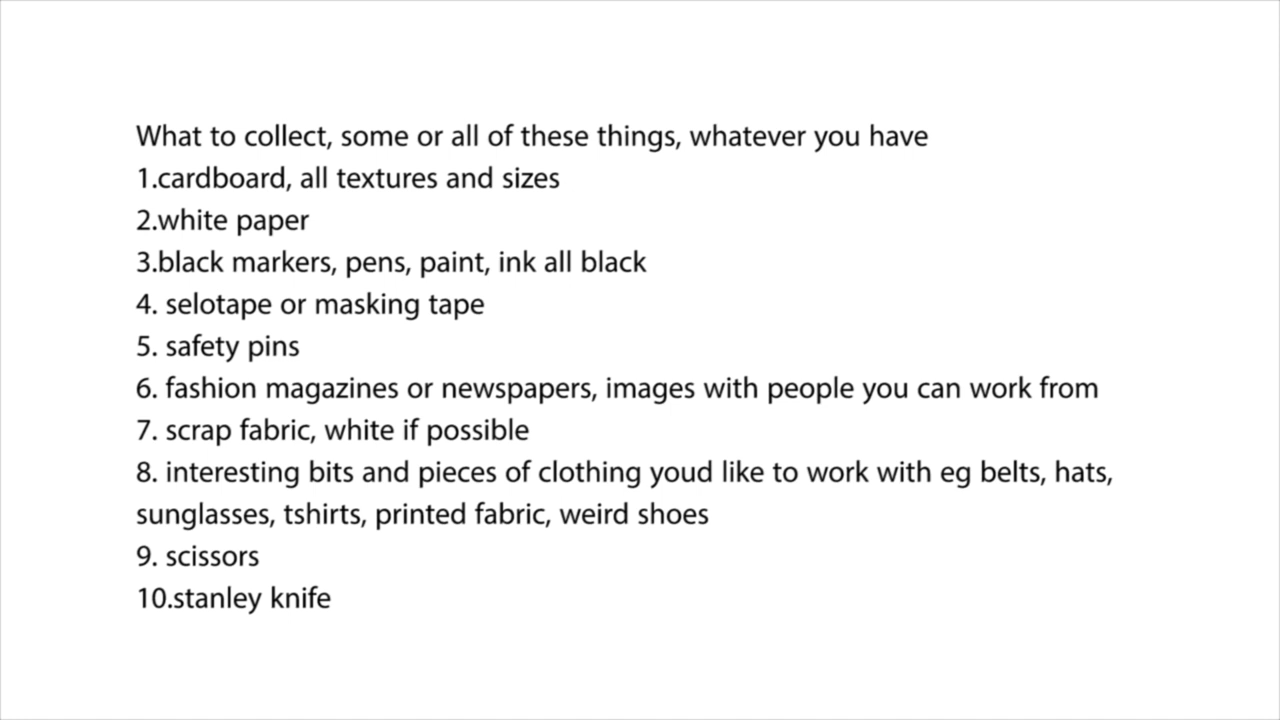 What to collect, some or all of these things, whatever you have
1.cardboard, all textures and sizes
2.white paper
3.black markers, pens, paint, ink all black
4. selotape or masking tape
5. safety pins
6. fashion magazines or newspapers, images with people you can work from
7. scrap fabric, white if possible
8. interesting bits and pieces of clothing youd like to work with eg belts, hats,
sunglasses, tshirts, printed fabric, weird shoes
9. scissors
10.stanley knife